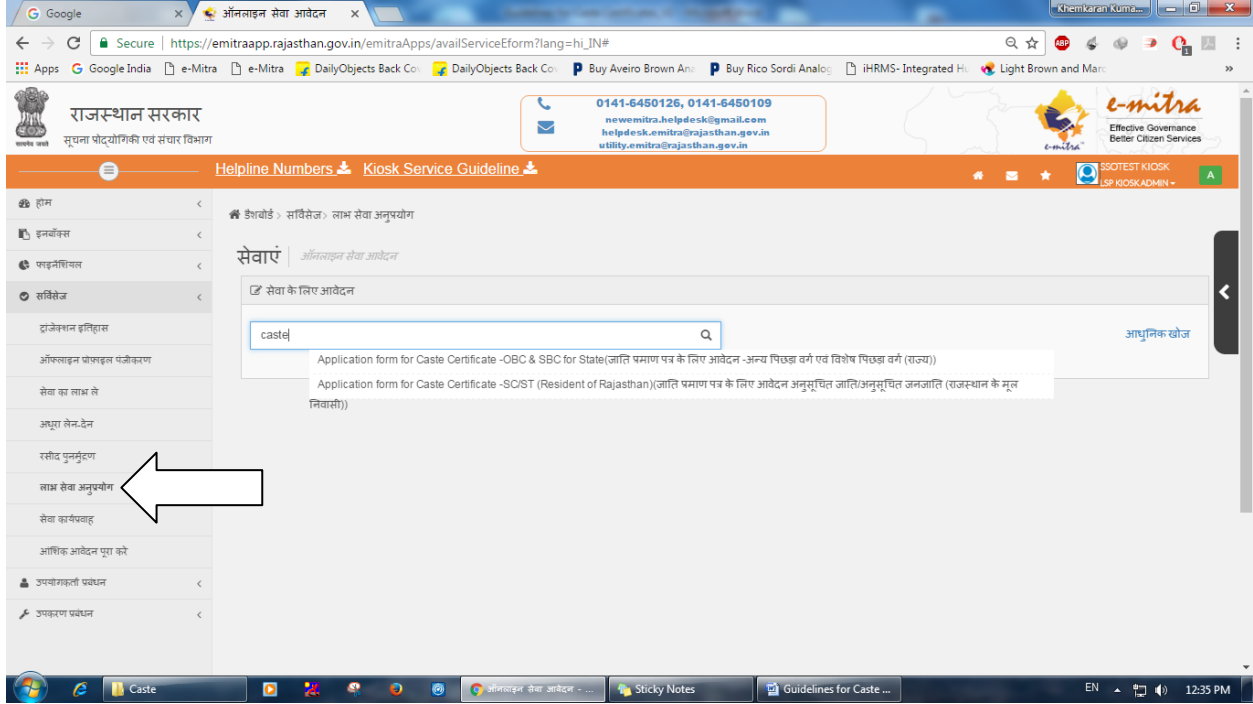 Google
ऑनलाइन सेवा आवेदन
Khemkaran Kuma...
Secure | https://emitraapp.rajasthan.gov.in/emitraApps/availServiceEform?lang=hi_IN#
Apps Google India e-Mitra e-Mitra DailyObjects Back Co DailyObjects Back Co Buy Aveiro Brown Ana Buy Rico Sordi Analog iHRMS- Integrated Hu Light Brown and Maro »
राजस्थान सरकार
सूचना प्रोद्योगिकी एवं संचार विभाग
0141-6450126, 0141-6450109
newemitra.helpdesk@gmail.com
helpdesk.emitra@rajasthan.gov.in
utility.emitra@rajasthan.gov.in
e-mitra
e-mitra
Effective Governance
Better Citizen Services
Helpline Numbers Kiosk Service Guideline
SSOTEST KIOSK
LSP KIOSKADMIN
A
होम
इनबॉक्स
फाइनेंशियल
सर्विसेज
ट्रांजेक्शन इतिहास
ऑफ्लाइन प्रोफ़ाइल पंजीकरण
सेवा का लाभ ले
अधूरा लेन-देन
रसीद पुनर्मुद्रण
लाभ सेवा अनुप्रयोग
सेवा कार्यप्रवाह
आंशिक आवेदन पूरा करे
उपयोगकर्ता प्रबंधन
उपकरण प्रबंधन
डैशबोर्ड > सर्विसेज > लाभ सेवा अनुप्रयोग
सेवाएं ऑनलाइन सेवा आवेदन
सेवा के लिए आवेदन
caste
आधुनिक खोज
Application form for Caste Certificate -OBC & SBC for State(जाति प्रमाण पत्र के लिए आवेदन -अन्य पिछड़ा वर्ग एवं विशेष पिछड़ा वर्ग (राज्य))
Application form for Caste Certificate -SC/ST (Resident of Rajasthan)(जाति प्रमाण पत्र के लिए आवेदन अनुसूचित जाति/अनुसूचित जनजाति (राजस्थान के मूल
निवासी))
Caste
ऑनलाइन सेवा आवेदन - ...
Sticky Notes
Guidelines for Caste ...
EN
12:35 PM